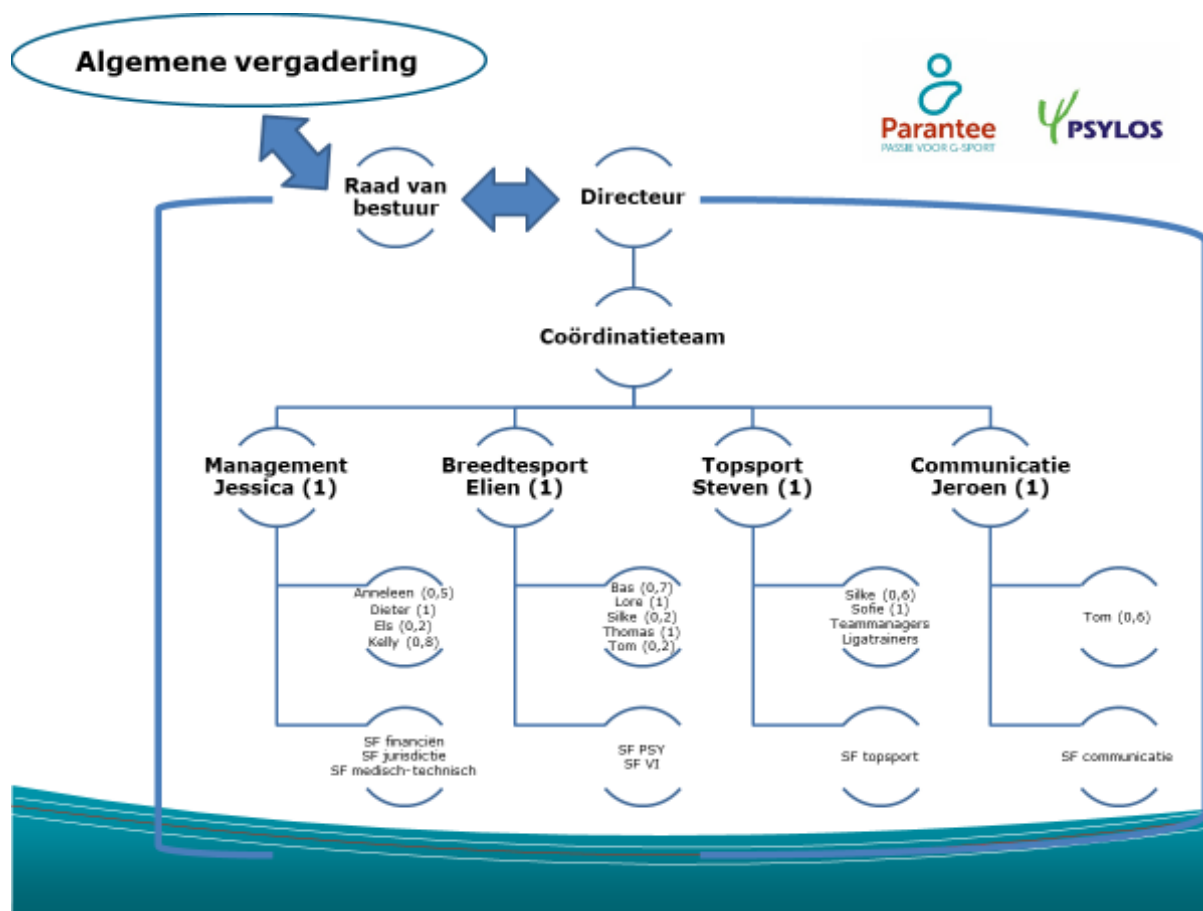 Algemene vergadering
Parantee
PASSIE VOOR G-SPORT
PSYLOS
Raad van
bestuur
Directeur
Coördinatieteam
Management
Jessica (1)
Breedtesport
Elien (1)
Topsport
Steven (1)
Communicatie
Jeroen (1)
Anneleen (0,5)
Dieter (1)
Els (0,2)
Kelly (0,8)
Bas (0,7)
Lore (1)
Silke (0,2)
Thomas (1)
Tom (0,2)
Silke (0,6)
Sofie (1)
Teammanagers
Ligatrainers
Tom (0,6)
SF financiën
SF jurisdictie
SF medisch-technisch
SF PSY
SF VI
SF topsport
SF communicatie